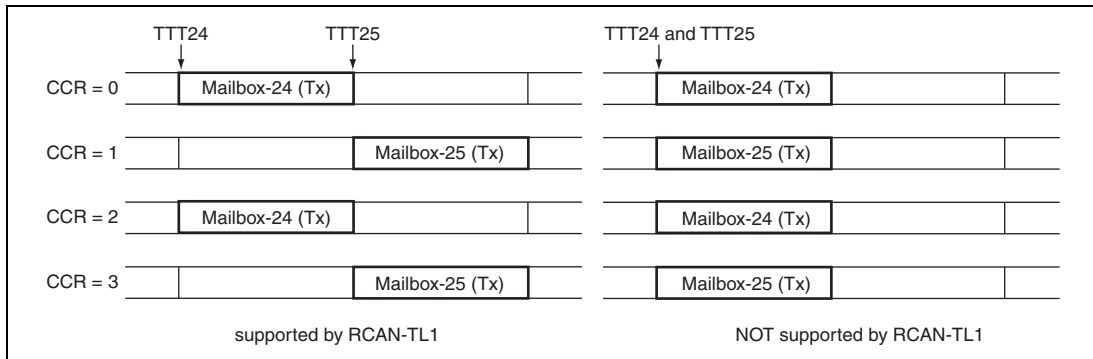 TTT24 TTT25 TTT24 and TTT25
CCR = 0 Mailbox-24 (Tx) Mailbox-24 (Tx)
CCR = 1 Mailbox-25 (Tx) Mailbox-25 (Tx)
CCR = 2 Mailbox-24 (Tx) Mailbox-24 (Tx)
CCR = 3 Mailbox-25 (Tx) Mailbox-25 (Tx)
supported by RCAN-TL1 NOT supported by RCAN-TL1